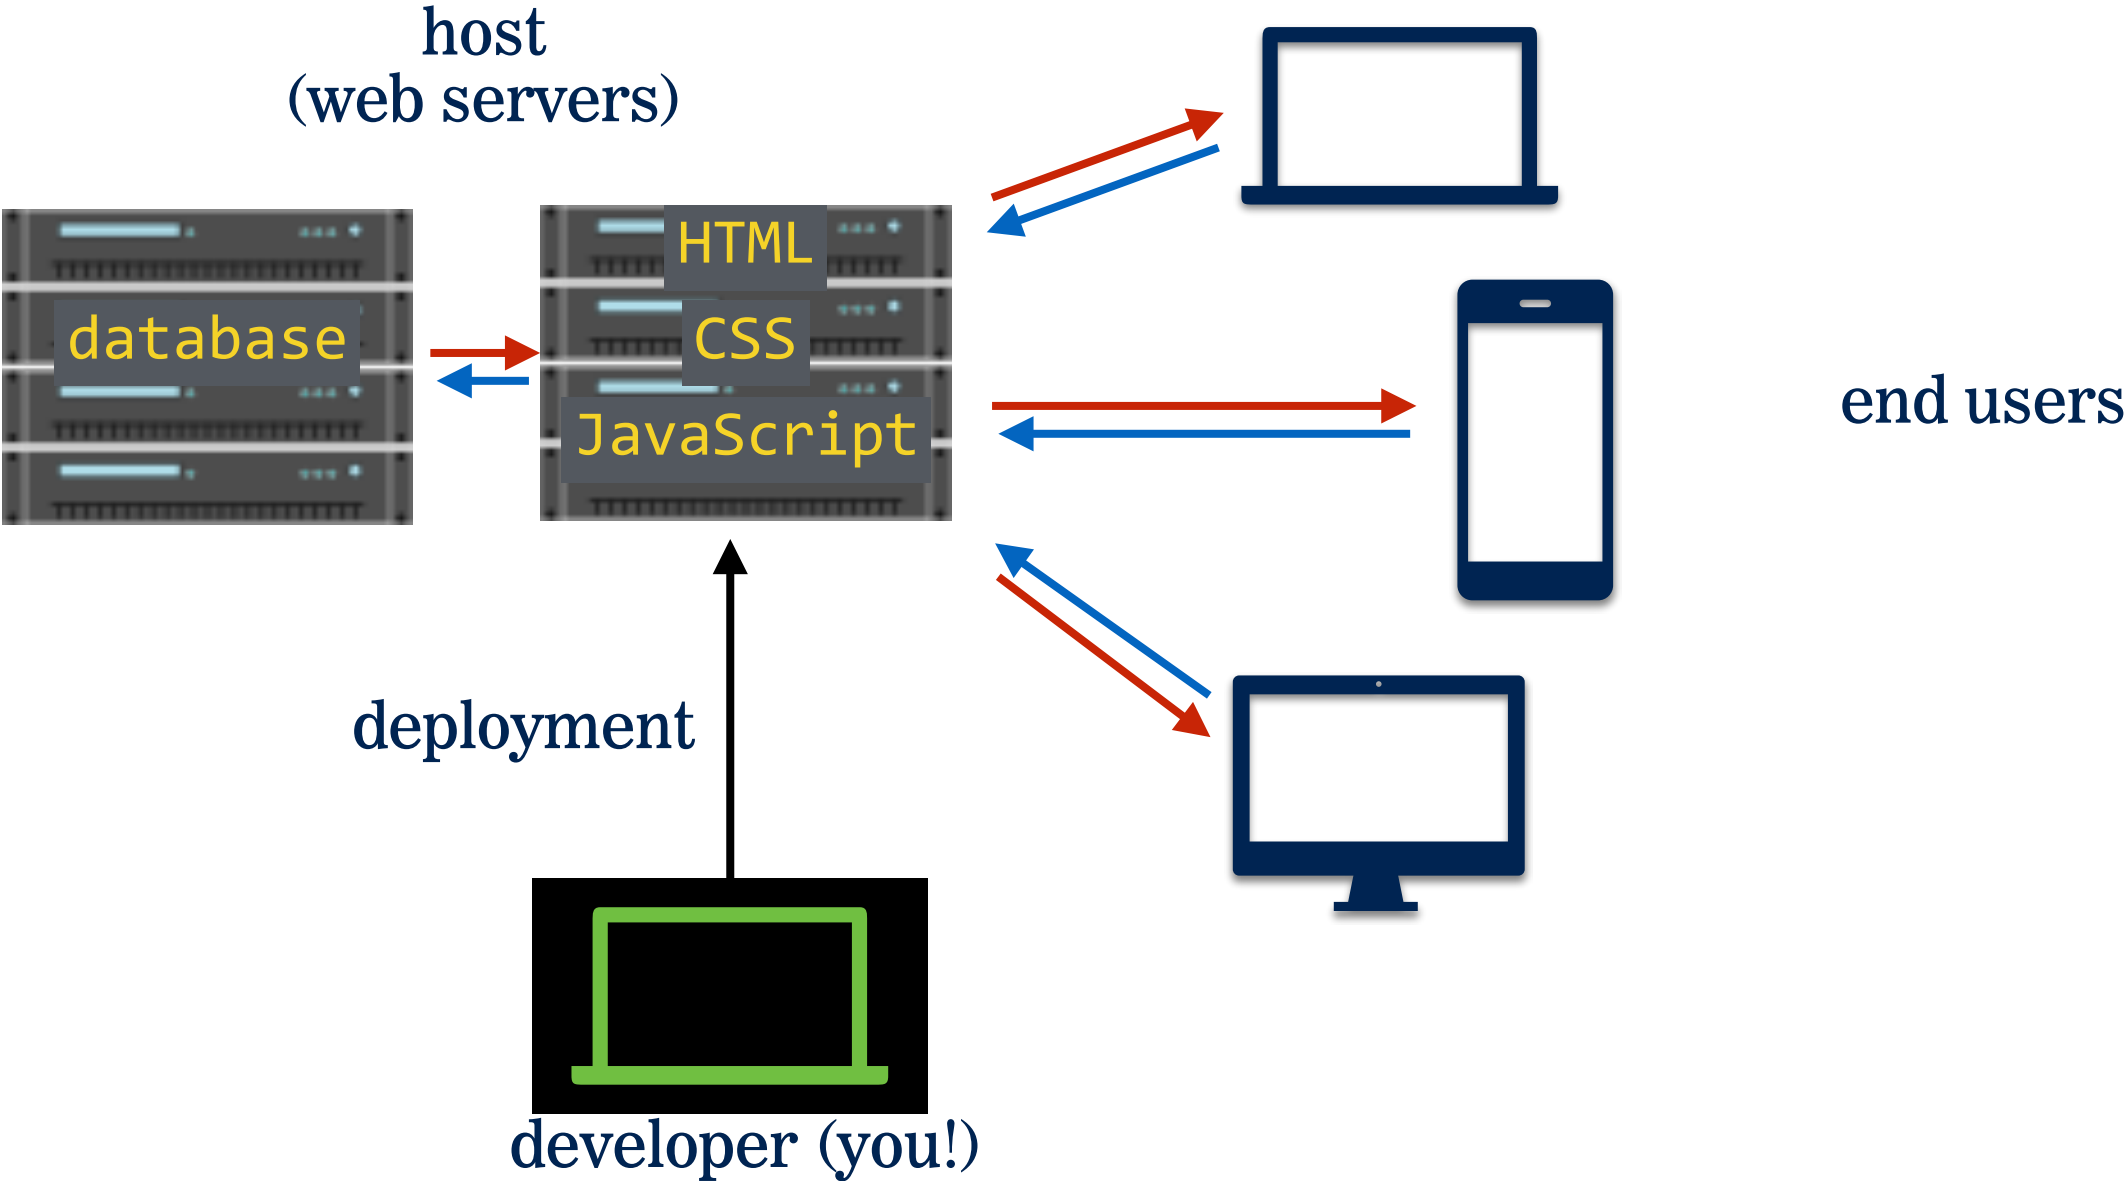 host
(web servers)
database
HTML
CSS
JavaScript
end users
deployment
developer (you!)